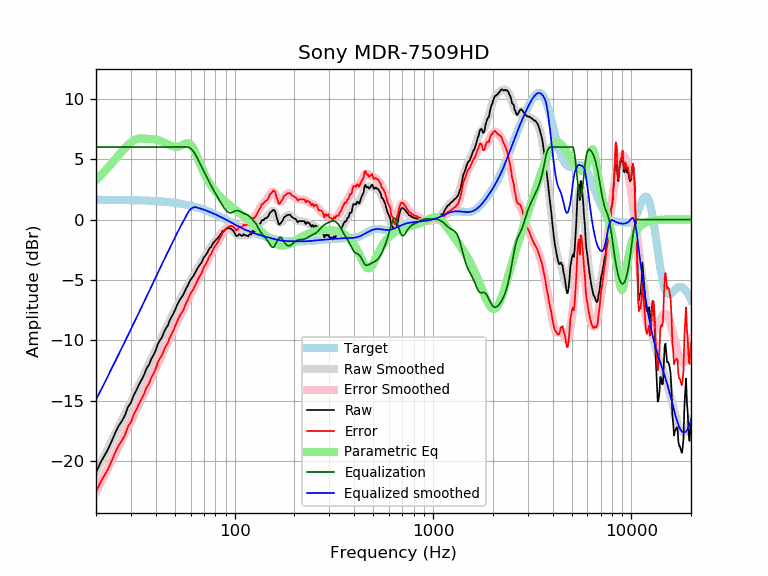 Sony MDR-7509HD
10
5
0
−5
−10
−15
−20
Amplitude (dBr)
Target
Raw Smoothed
Error Smoothed
Raw
Error
Parametric Eq
Equalization
Equalized smoothed
100 1000 10000
Frequency (Hz)